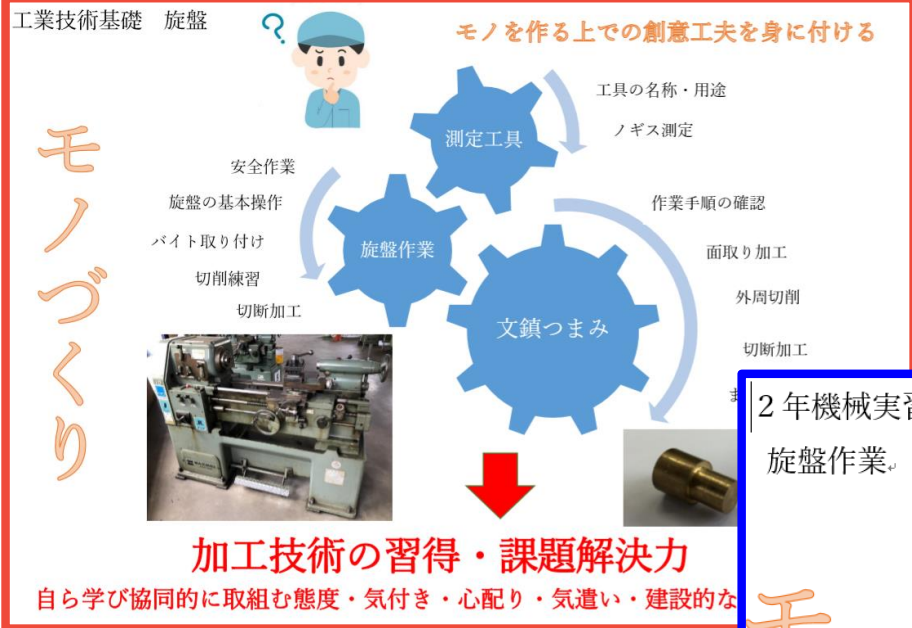 工業技術基礎　旋盤
モノを作る上での創意工夫を身に付ける
モノづくり
測定工具
工具の名称・用途
ノギス測定
旋盤作業
安全作業
旋盤の基本操作
バイト取り付け
切削練習
切断加工
文鎮つまみ
作業手順の確認
面取り加工
外周切削
切断加工
ま
加工技術の習得・課題解決力
自ら学び協同的に取組む態度・気付き・心配り・気遣い・建設的な
２年機械実習
旋盤作業
モ